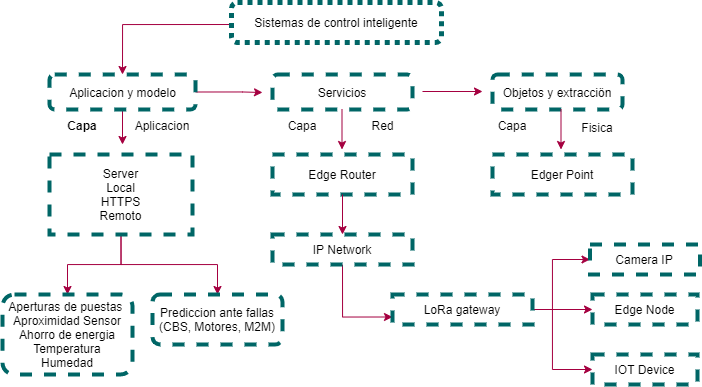 Sistemas de control inteligente
Aplicacion y modelo
Servicios
Objetos y extracciön
Capa
Aplicacion
Capa
Red
Capa
Fisica
Server
Local
HTTPS
Remoto
Edge Router
Edger Point
IP Network
Camera IP
Aperturas de puestas
Aproximidad Sensor
Ahorro de energia
Temperatura
Humedad
Prediccion ante fallas
(CBS, Motores, M2M)
LoRa gateway
Edge Node
IOT Device